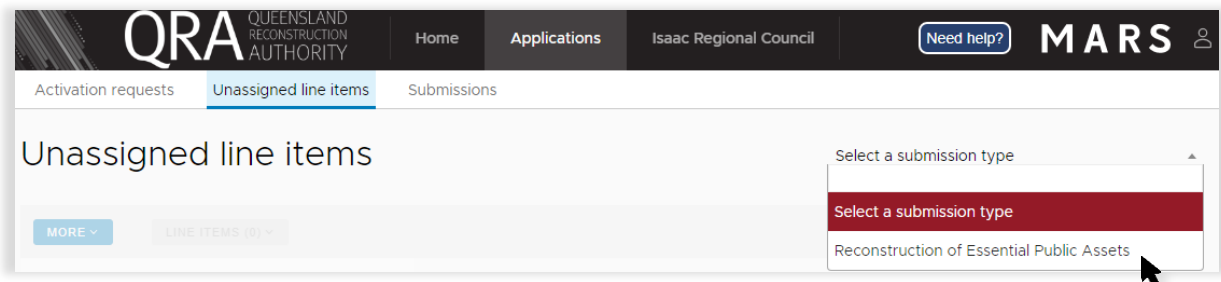 QRA QUEENSLAND RECONSTRUCTION AUTHORITY
Home Applications Isaac Regional Council Need help? MARS
Activation requests Unassigned line items Submissions
Unassigned line items
Select a submission type
Select a submission type
MORE LINE ITEMS (0)
Reconstruction of Essential Public Assets